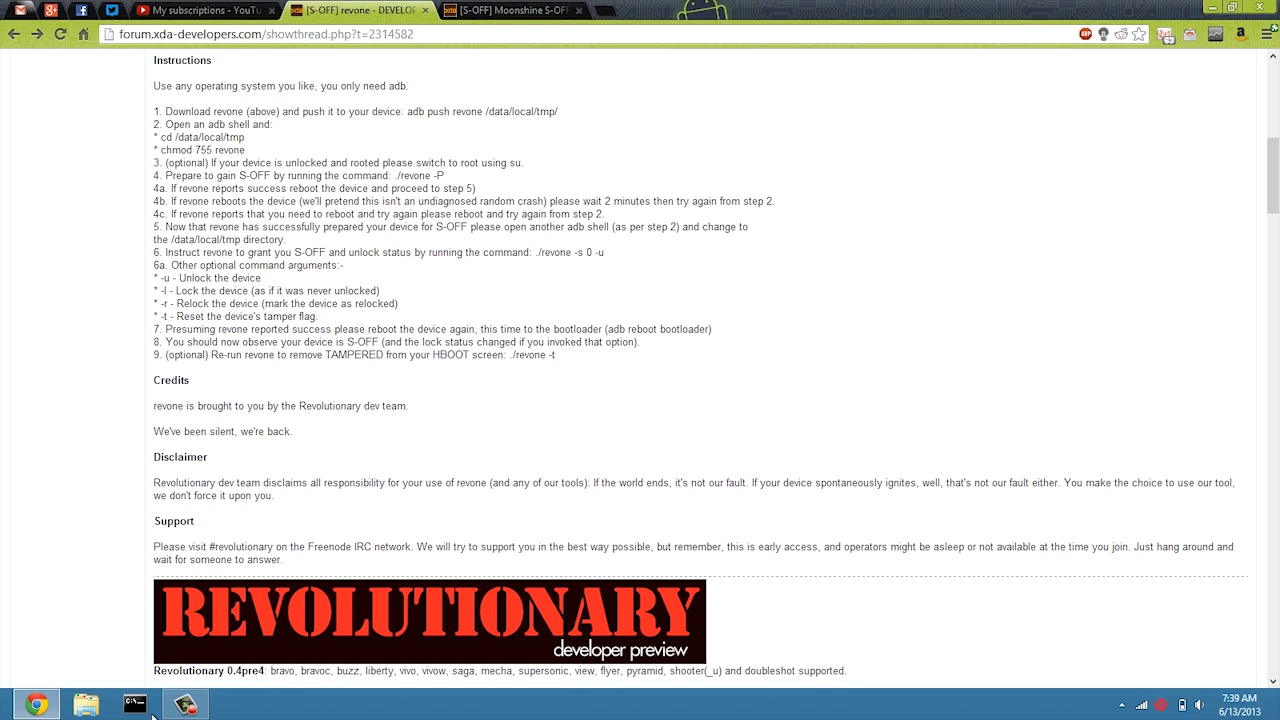 My subscriptions - YouTu
[S-OFF] revone - DEVELOP
[S-OFF] Moonshine S-OFF
forum.xda-developers.com/showthread.php?t=2314582
ABP
Instructions
Use any operating system you like, you only need adb.
1. Download revone (above) and push it to your device: adb push revone /data/local/tmp/
2. Open an adb shell and:
* cd /data/local/tmp
* chmod 755 revone
3. (optional) If your device is unlocked and rooted please switch to root using su.
4. Prepare to gain S-OFF by running the command: ./revone -P
4a. If revone reports success reboot the device and proceed to step 5)
4b. If revone reboots the device (we'll pretend this isn't an undiagnosed random crash) please wait 2 minutes then try again from step 2.
4c. If revone reports that you need to reboot and try again please reboot and try again from step 2.
5. Now that revone has successfully prepared your device for S-OFF please open another adb shell (as per step 2) and change to
the /data/local/tmp directory.
6. Instruct revone to grant you S-OFF and unlock status by running the command: ./revone -s 0 -u
6a. Other optional command arguments:-
* -u - Unlock the device
* -l - Lock the device (as if it was never unlocked)
* -r - Relock the device (mark the device as relocked)
* -t - Reset the device's tamper flag.
7. Presuming revone reported success please reboot the device again, this time to the bootloader (adb reboot bootloader)
8. You should now observe your device is S-OFF (and the lock status changed if you invoked that option).
9. (optional) Re-run revone to remove TAMPERED from your HBOOT screen: ./revone -t
Credits
revone is brought to you by the Revolutionary dev team.
We've been silent, we're back.
Disclaimer
Revolutionary dev team disclaims all responsibility for your use of revone (and any of our tools): If the world ends, it's not our fault. If your device spontaneously ignites, well, that's not our fault either. You make the choice to use our tool,
we don't force it upon you.
Support
Please visit #revolutionary on the Freenode IRC network. We will try to support you in the best way possible, but remember, this is early access, and operators might be asleep or not available at the time you join. Just hang around and
wait for someone to answer.
REVOLUTIONARY
developer preview
Revolutionary 0.4pre4: bravo, bravoc, buzz, liberty, vivo, vivow, saga, mecha, supersonic, view, flyer, pyramid, shooter(_u) and doubleshot supported.
7:39 AM
6/13/2013